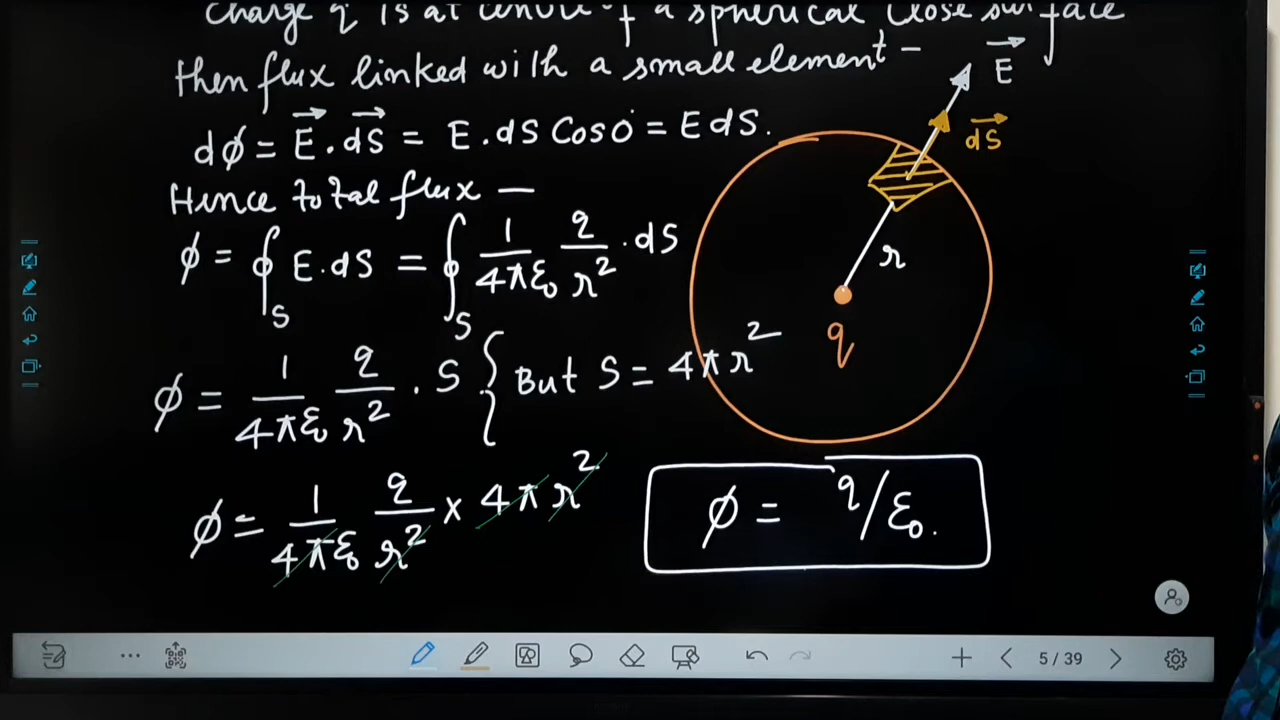 Charge q is at centre of a spherical close surface
then flux linked with a small element –
dϕ = E⃗ . dS⃗ = E . dS Cos0° = E dS.
Hence total flux —
ϕ = ∮S E . dS = ∮S 1/4πε₀ q/r² . dS
ϕ = 1/4πε₀ q/r² . S { But S = 4πr²
ϕ = 1/4πε₀ q/r² × 4πr²
ϕ = q/ε₀.
E⃗
dS⃗
r
q
5 / 39